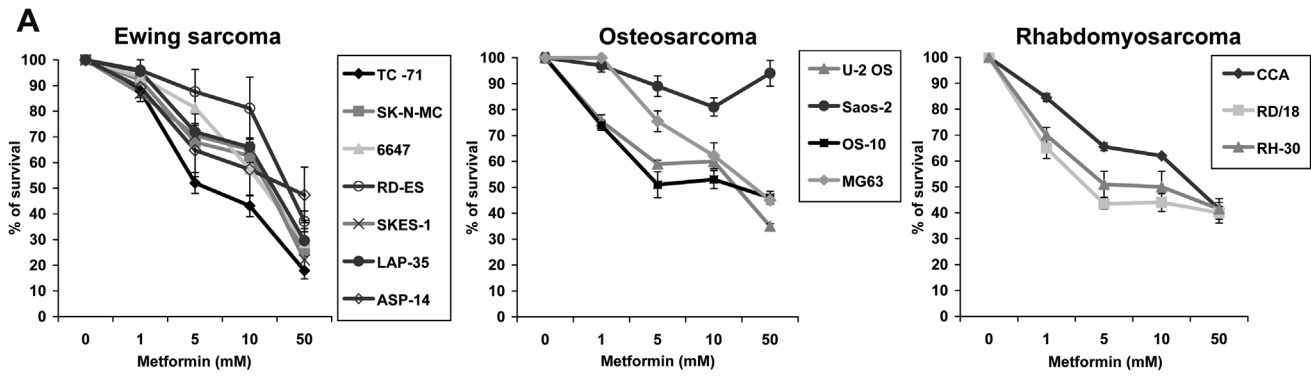 A
Ewing sarcoma
% of survival
100
90
80
70
60
50
40
30
20
10
0
0 1 5 10 50
Metformin (mM)
TC -71
SK-N-MC
6647
RD-ES
SKES-1
LAP-35
ASP-14
Osteosarcoma
% of survival
100
90
80
70
60
50
40
30
20
10
0
0 1 5 10 50
Metformin (mM)
U-2 OS
Saos-2
OS-10
MG63
Rhabdomyosarcoma
% of survival
100
90
80
70
60
50
40
30
20
10
0
0 1 5 10 50
Metformin (mM)
CCA
RD/18
RH-30